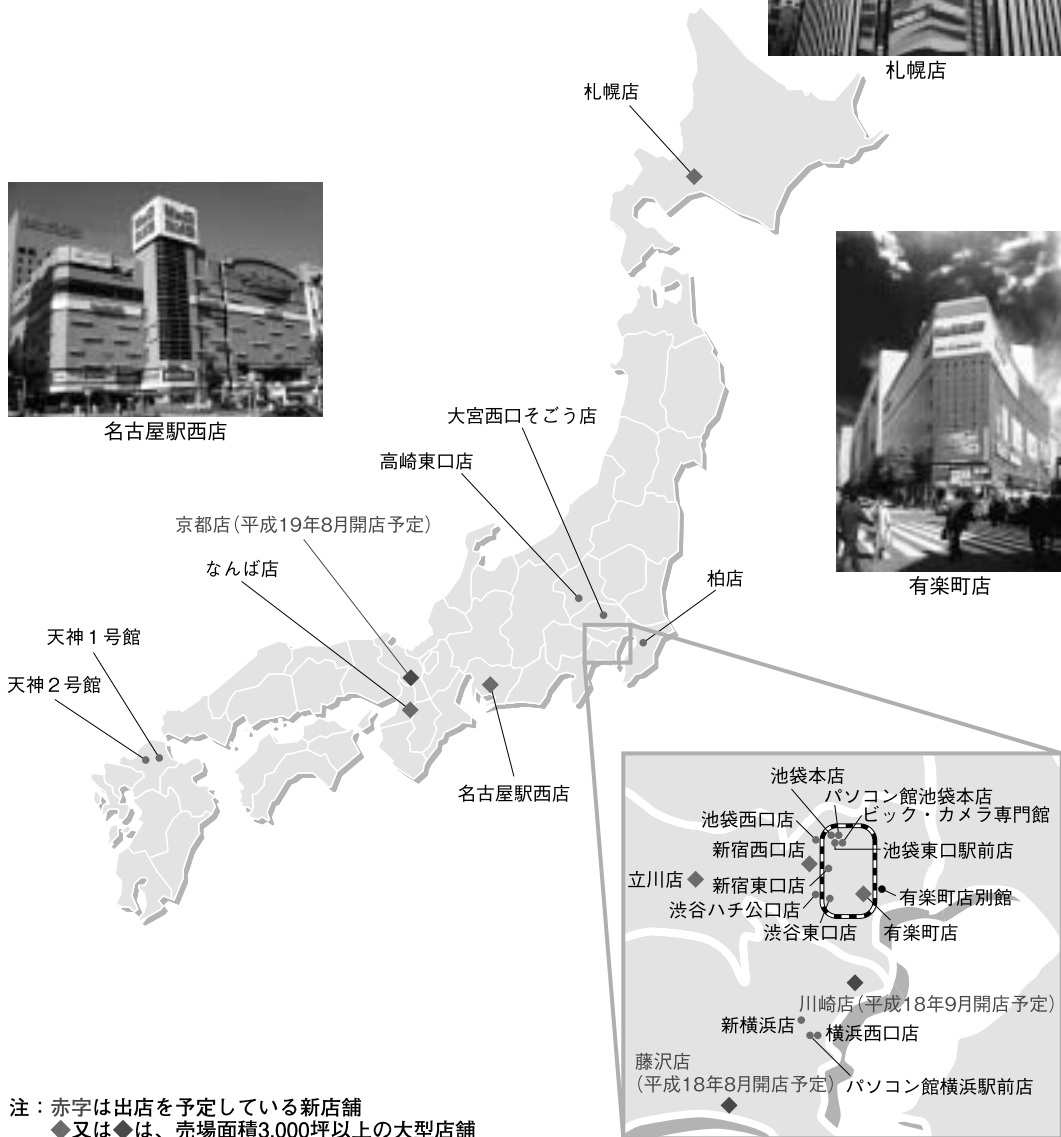 札幌店
札幌店
名古屋駅西店
大宮西口そごう店
高崎東口店
京都店(平成19年8月開店予定)
なんば店
柏店
有楽町店
天神1号館
天神2号館
名古屋駅西店
池袋本店
パソコン館池袋本店
ビック・カメラ専門館
池袋西口店
池袋東口駅前店
新宿西口店
立川店
新宿東口店
有楽町店別館
渋谷ハチ公口店
渋谷東口店
有楽町店
川崎店(平成18年9月開店予定)
新横浜店
横浜西口店
藤沢店
(平成18年8月開店予定)
パソコン館横浜駅前店
注:赤字は出店を予定している新店舗
◆又は◆は、売場面積3,000坪以上の大型店舗